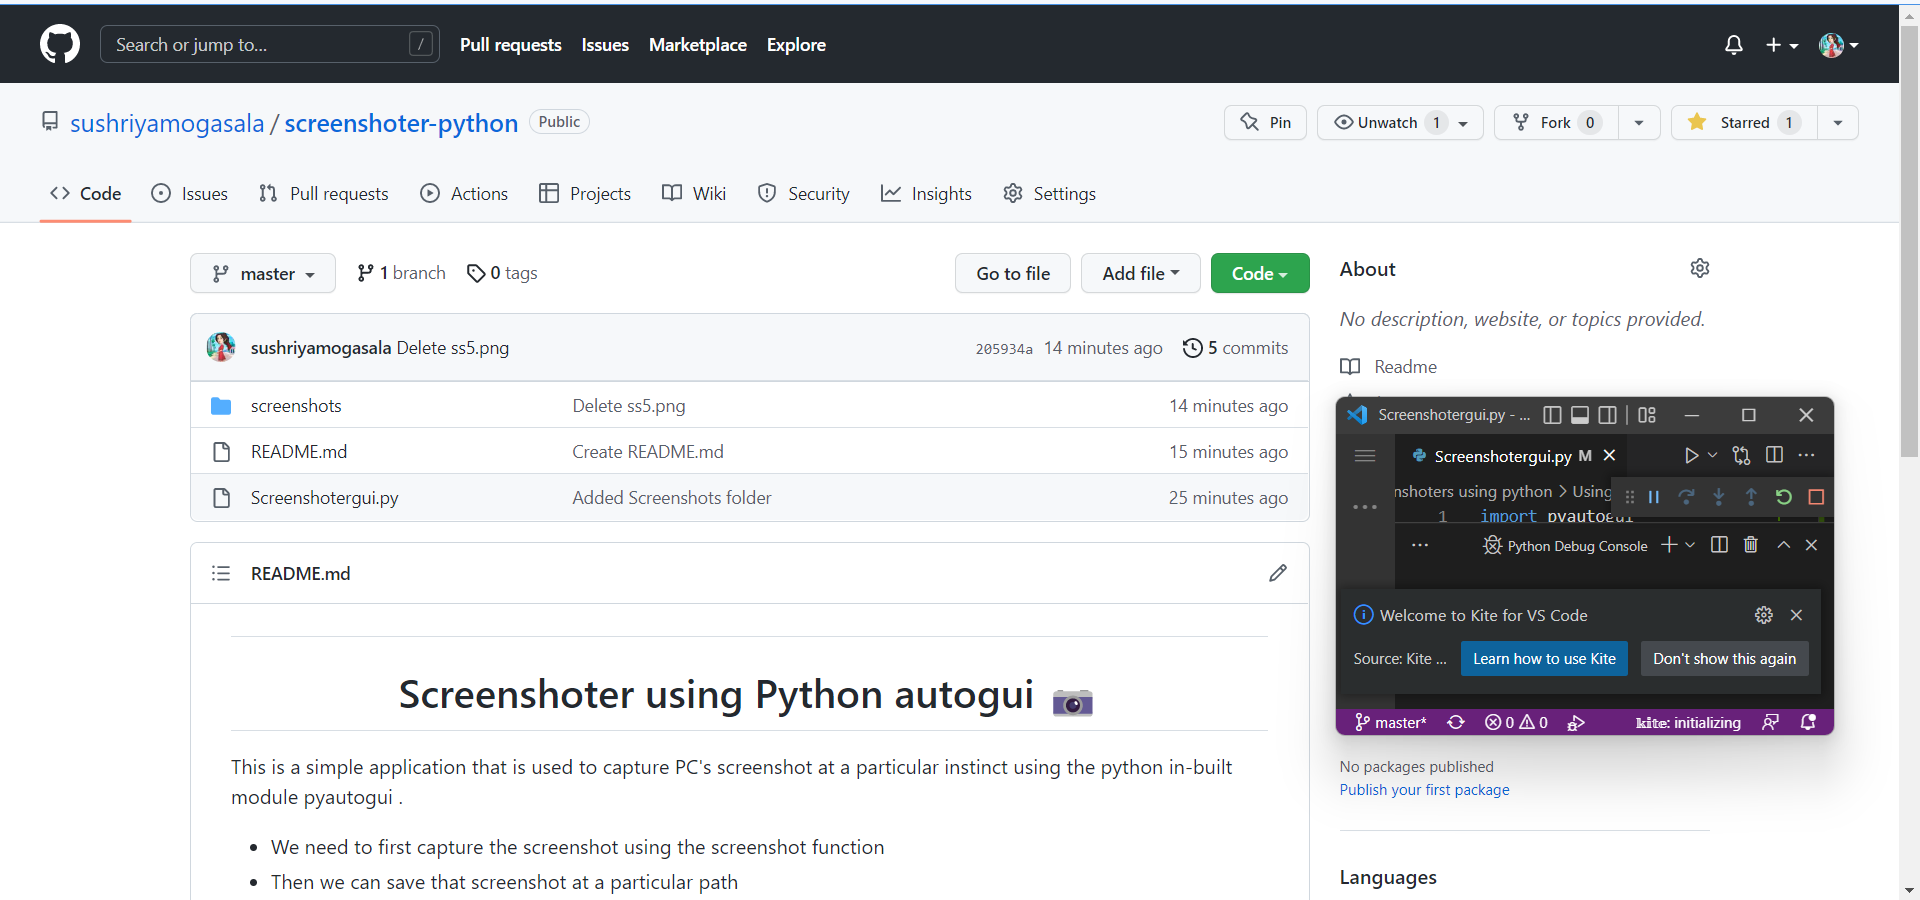 Search or jump to... /
Pull requests Issues Marketplace Explore
sushriyamogasala / screenshoter-python Public
Pin Unwatch 1 Fork 0 Starred 1
Code Issues Pull requests Actions Projects Wiki Security Insights Settings
master 1 branch 0 tags Go to file Add file Code
sushriyamogasala Delete ss5.png 205934a 14 minutes ago 5 commits
screenshots Delete ss5.png 14 minutes ago
README.md Create README.md 15 minutes ago
Screenshotergui.py Added Screenshots folder 25 minutes ago
README.md
Screenshoter using Python autogui
This is a simple application that is used to capture PC's screenshot at a particular instinct using the python in-built
module pyautogui .
• We need to first capture the screenshot using the screenshot function
• Then we can save that screenshot at a particular path
About
No description, website, or topics provided.
Readme
Screenshotergui.py - ...
Screenshotergui.py M
nshoters using python > Using
1 import pyautogui
Python Debug Console
Welcome to Kite for VS Code
Source: Kite ... Learn how to use Kite Don't show this again
master* 0 0 kite: initializing
No packages published
Publish your first package
Languages